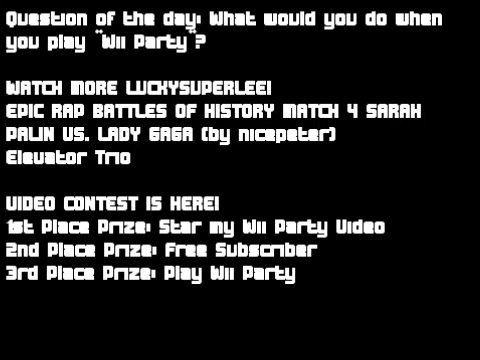 Question of the day: What would you do when
you play "Wii Party"?
WATCH MORE LUCKYSUPERLEE!
EPIC RAP BATTLES OF HISTORY MATCH 4 SARAH
PALIN VS. LADY GAGA (by nicepeter)
Elevator Trio
VIDEO CONTEST IS HERE!
1st Place Prize: Star my Wii Party Video
2nd Place Prize: Free Subscriber
3rd Place Prize: Play Wii Party